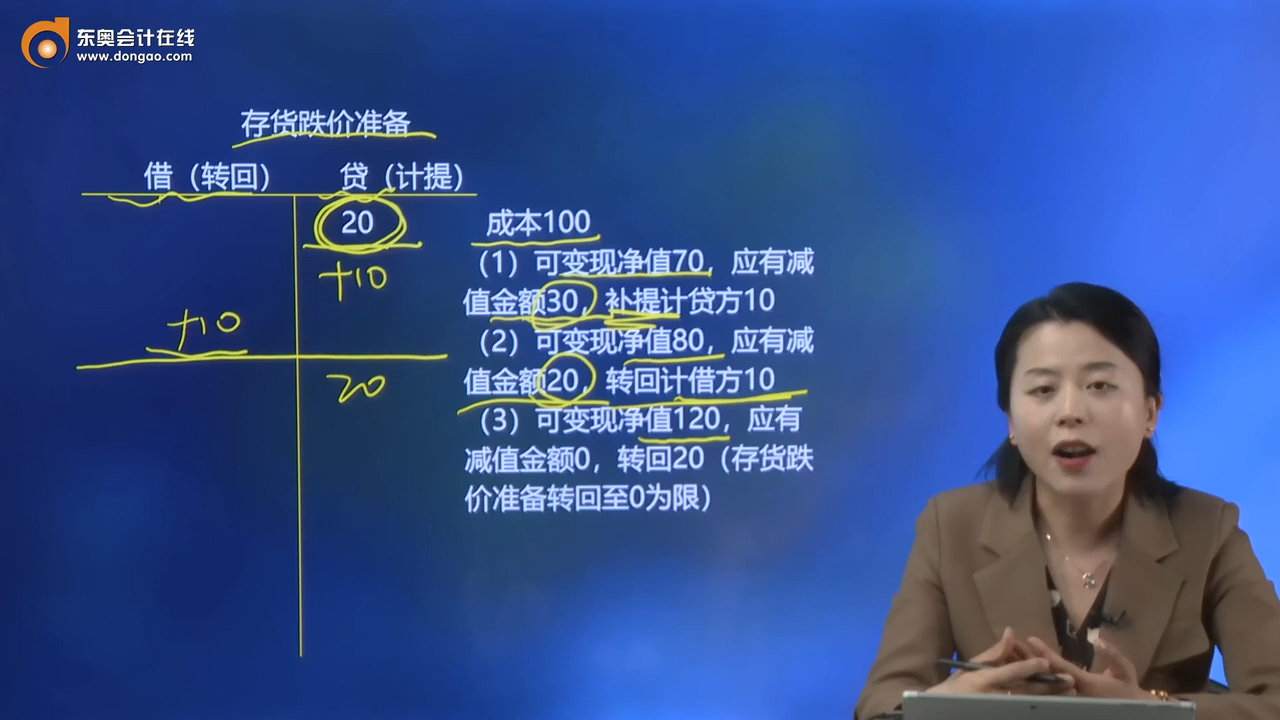 东奥会计在线
www.dongao.com
存货跌价准备
借（转回） 贷（计提）
20
成本100
+10
（1）可变现净值70，应有减
值金额30，补提计贷方10
+10
（2）可变现净值80，应有减
值金额20，转回计借方10
20
（3）可变现净值120，应有
减值金额0，转回20（存货跌
价准备转回至0为限）